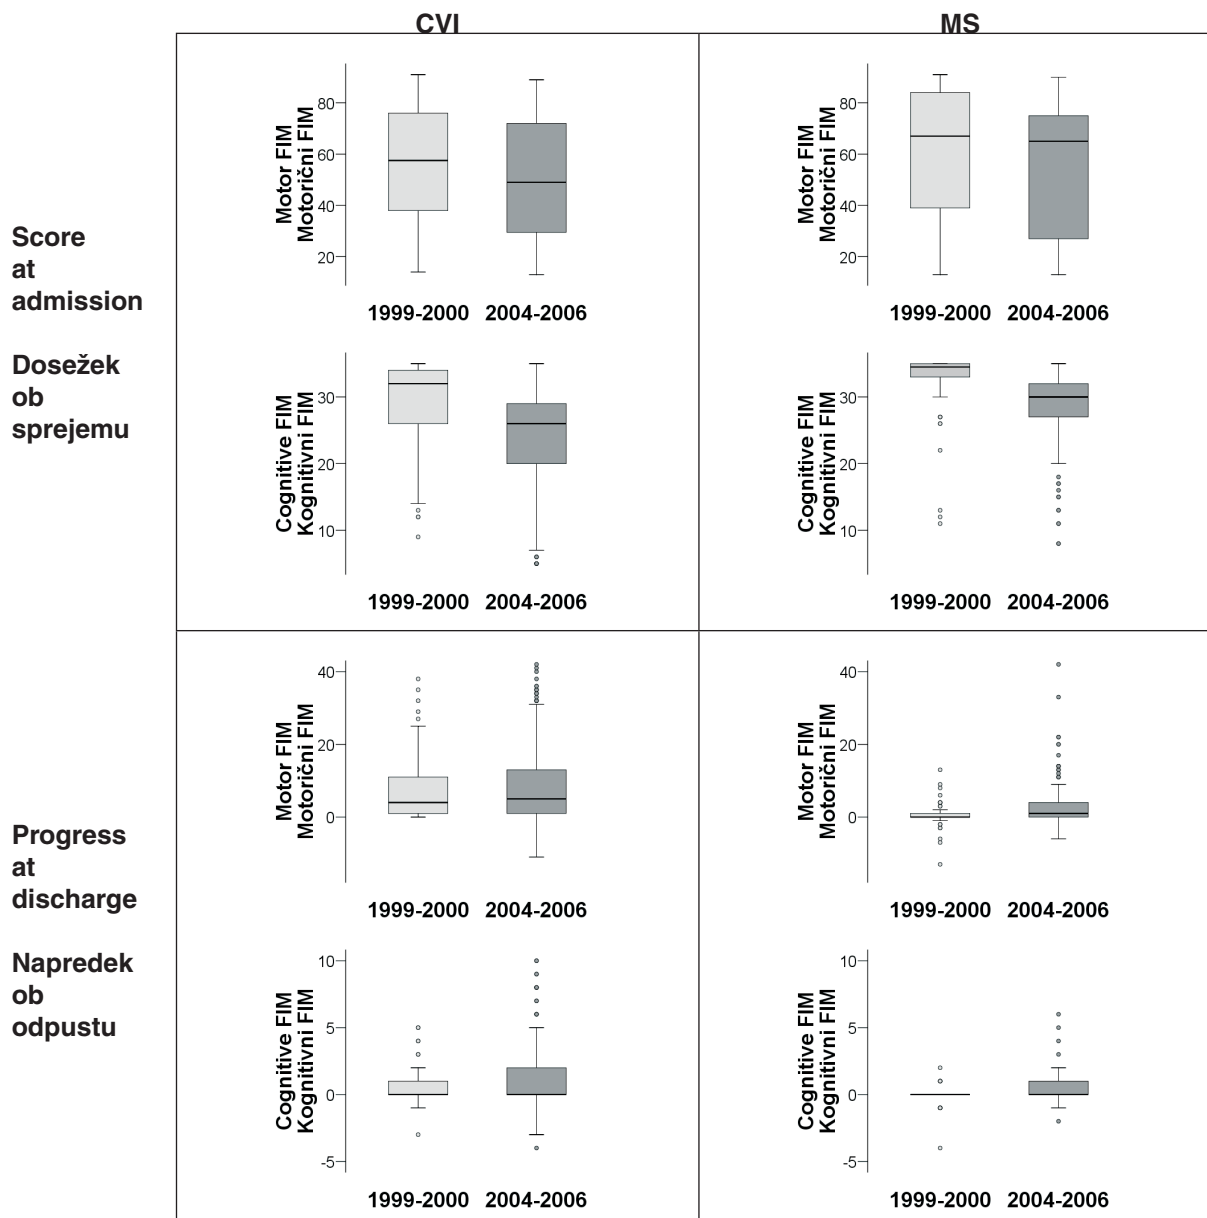 CVI
MS
Score
at
admission
Dosežek
ob
sprejemu
Motor FIM
Motorični FIM
80
60
40
20
1999-2000 2004-2006
Motor FIM
Motorični FIM
80
60
40
20
1999-2000 2004-2006
Cognitive FIM
Kognitivni FIM
30
20
10
1999-2000 2004-2006
Cognitive FIM
Kognitivni FIM
30
20
10
1999-2000 2004-2006
Progress
at
discharge
Napredek
ob
odpustu
Motor FIM
Motorični FIM
40
20
0
1999-2000 2004-2006
Motor FIM
Motorični FIM
40
20
0
1999-2000 2004-2006
Cognitive FIM
Kognitivni FIM
10
5
0
-5
1999-2000 2004-2006
Cognitive FIM
Kognitivni FIM
10
5
0
-5
1999-2000 2004-2006